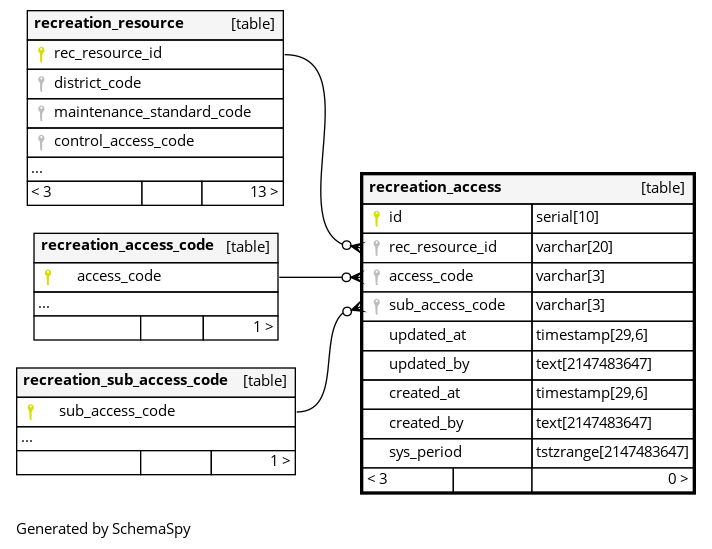 recreation_resource [table]
rec_resource_id
district_code
maintenance_standard_code
control_access_code
...
< 3 13 >
recreation_access_code [table]
access_code
...
1 >
recreation_sub_access_code [table]
sub_access_code
...
1 >
recreation_access [table]
id serial[10]
rec_resource_id varchar[20]
access_code varchar[3]
sub_access_code varchar[3]
updated_at timestamp[29,6]
updated_by text[2147483647]
created_at timestamp[29,6]
created_by text[2147483647]
sys_period tstzrange[2147483647]
< 3 0 >
Generated by SchemaSpy